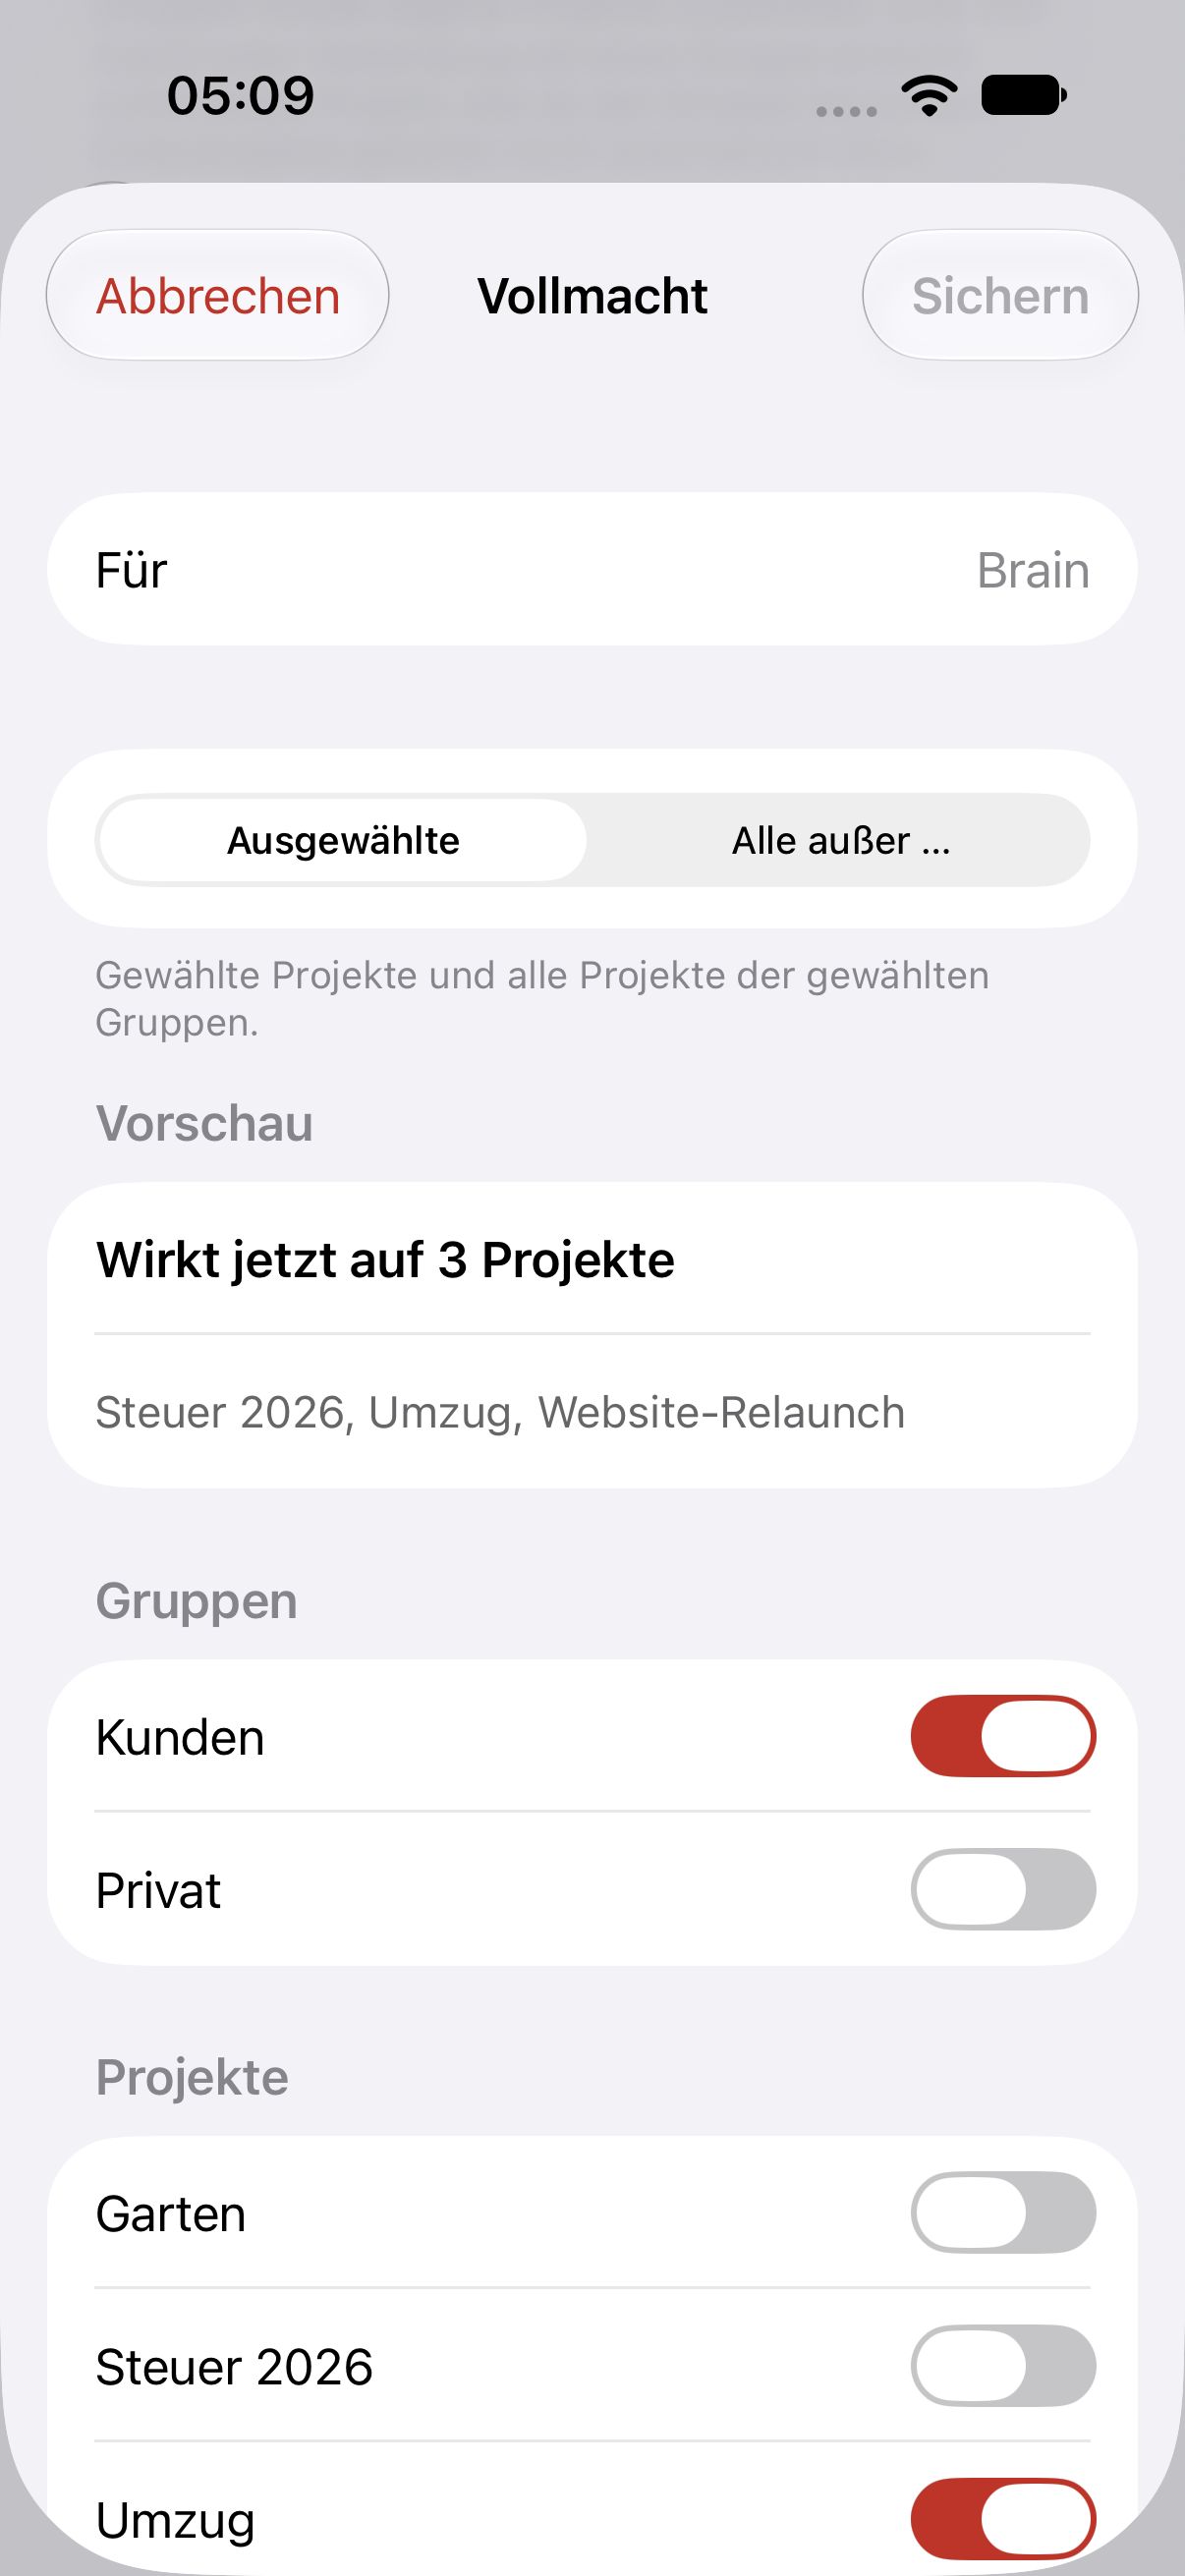 05:09
Abbrechen Vollmacht Sichern
Für Brain
Ausgewählte Alle außer ...
Gewählte Projekte und alle Projekte der gewählten
Gruppen.
Vorschau
Wirkt jetzt auf 3 Projekte
Steuer 2026, Umzug, Website-Relaunch
Gruppen
Kunden
Privat
Projekte
Garten
Steuer 2026
Umzug